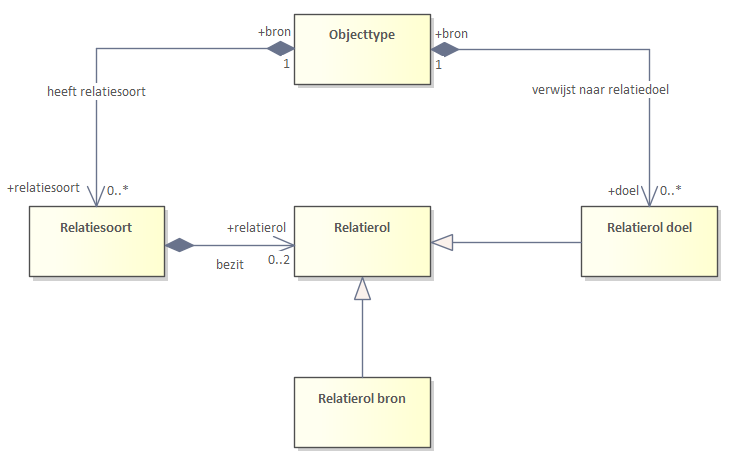 +bron
Objecttype
+bron
1
1
heeft relatiesoort
verwijst naar relatiedoel
+relatiesoort
0..*
+doel
0..*
Relatiesoort
+relatierol
Relatierol
Relatierol doel
bezit
0..2
Relatierol bron